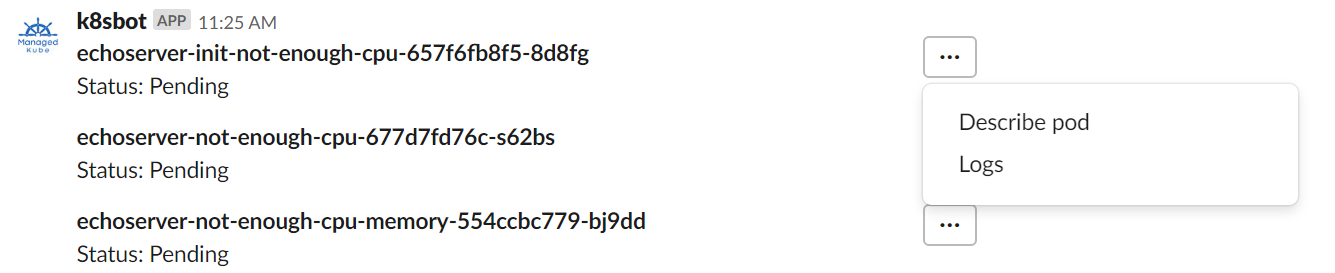 k8sbot APP 11:25 AM
Managed
Kube
echoserver-init-not-enough-cpu-657f6fb8f5-8d8fg
...
Status: Pending
Describe pod
echoserver-not-enough-cpu-677d7fd76c-s62bs
Logs
Status: Pending
echoserver-not-enough-cpu-memory-554ccbc779-bj9dd
...
Status: Pending